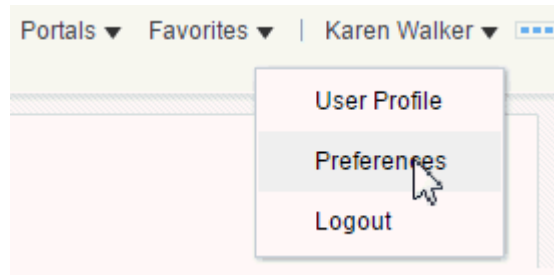 Portals ▼ Favorites ▼ | Karen Walker ▼
User Profile
Preferences
Logout